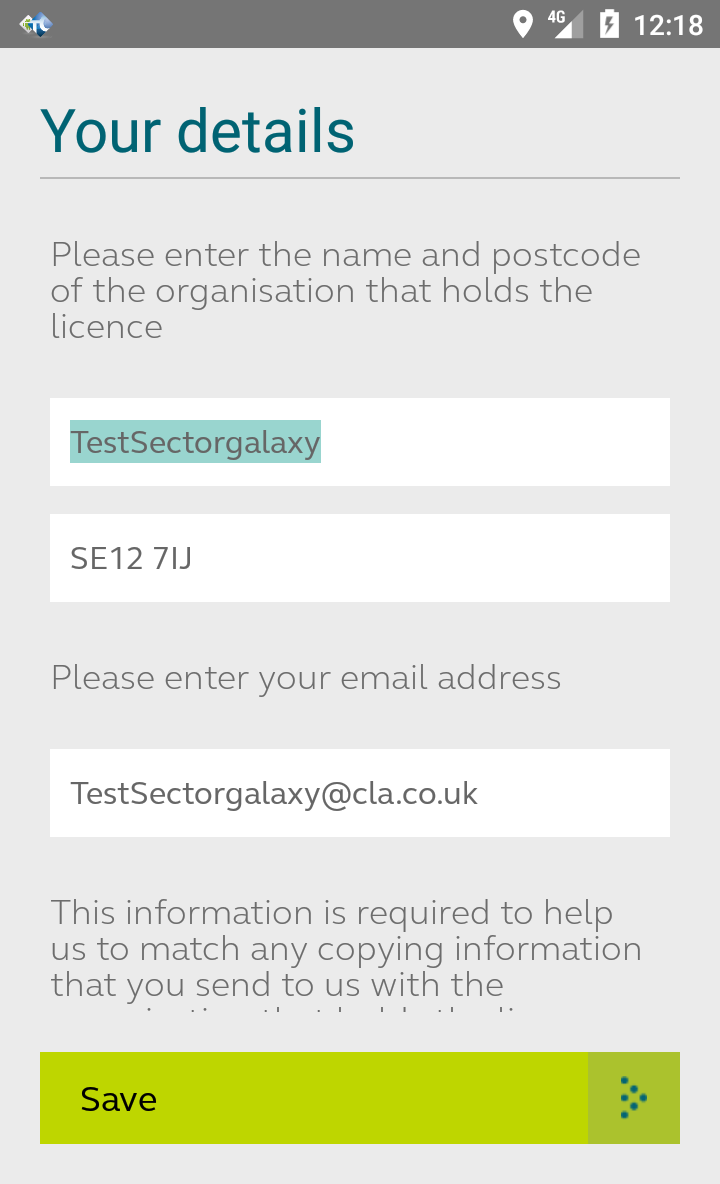 4G 12:18
Your details
Please enter the name and postcode
of the organisation that holds the
licence
TestSectorgalaxy
SE12 7IJ
Please enter your email address
TestSectorgalaxy@cla.co.uk
This information is required to help
us to match any copying information
that you send to us with the
Save